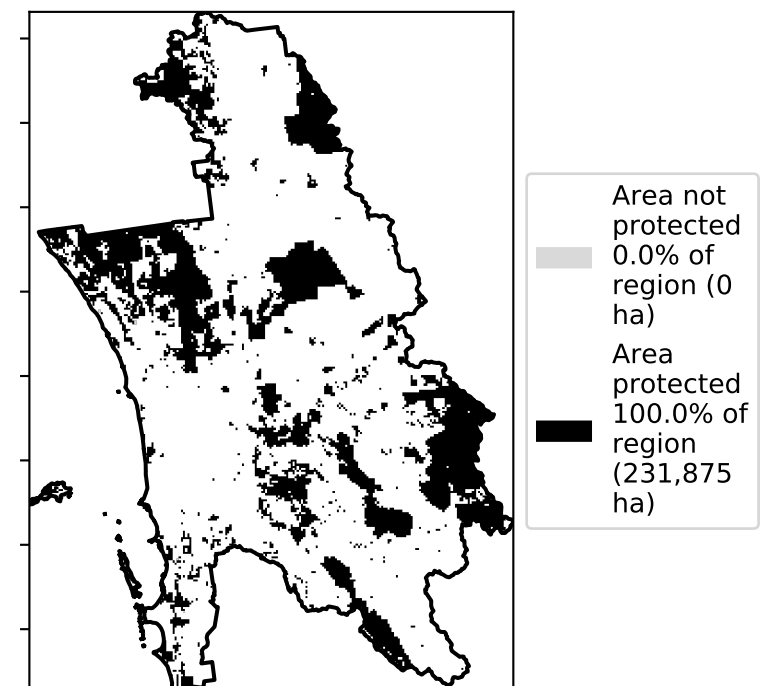 Area not
protected
0.0% of
region (0
ha)
Area
protected
100.0% of
region
(231,875
ha)